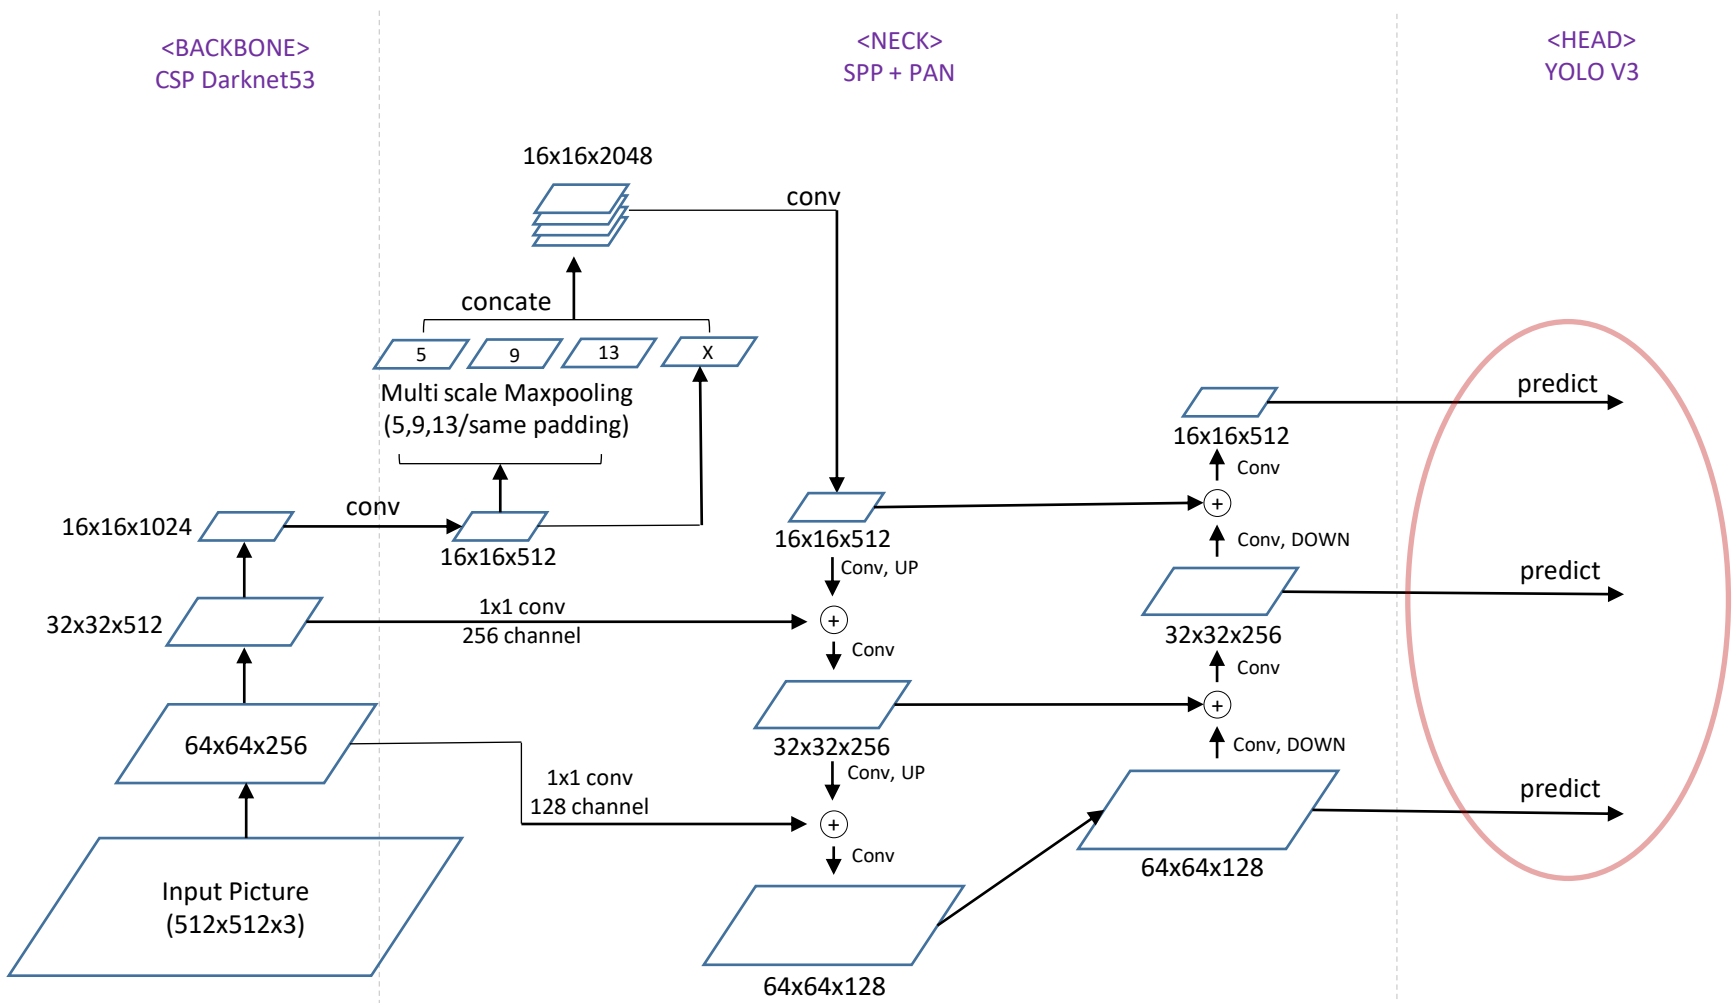 <BACKBONE>
CSP Darknet53
<NECK>
SPP + PAN
<HEAD>
YOLO V3
16x16x2048
conv
concate
5
9
13
X
Multi scale Maxpooling
(5,9,13/same padding)
predict
16x16x512
Conv
conv
16x16x1024
+
16x16x512
16x16x512
Conv, DOWN
Conv, UP
predict
1x1 conv
256 channel
32x32x512
+
32x32x256
Conv
Conv
+
64x64x256
32x32x256
Conv, DOWN
Conv, UP
1x1 conv
128 channel
predict
+
Conv
64x64x128
Input Picture
(512x512x3)
64x64x128